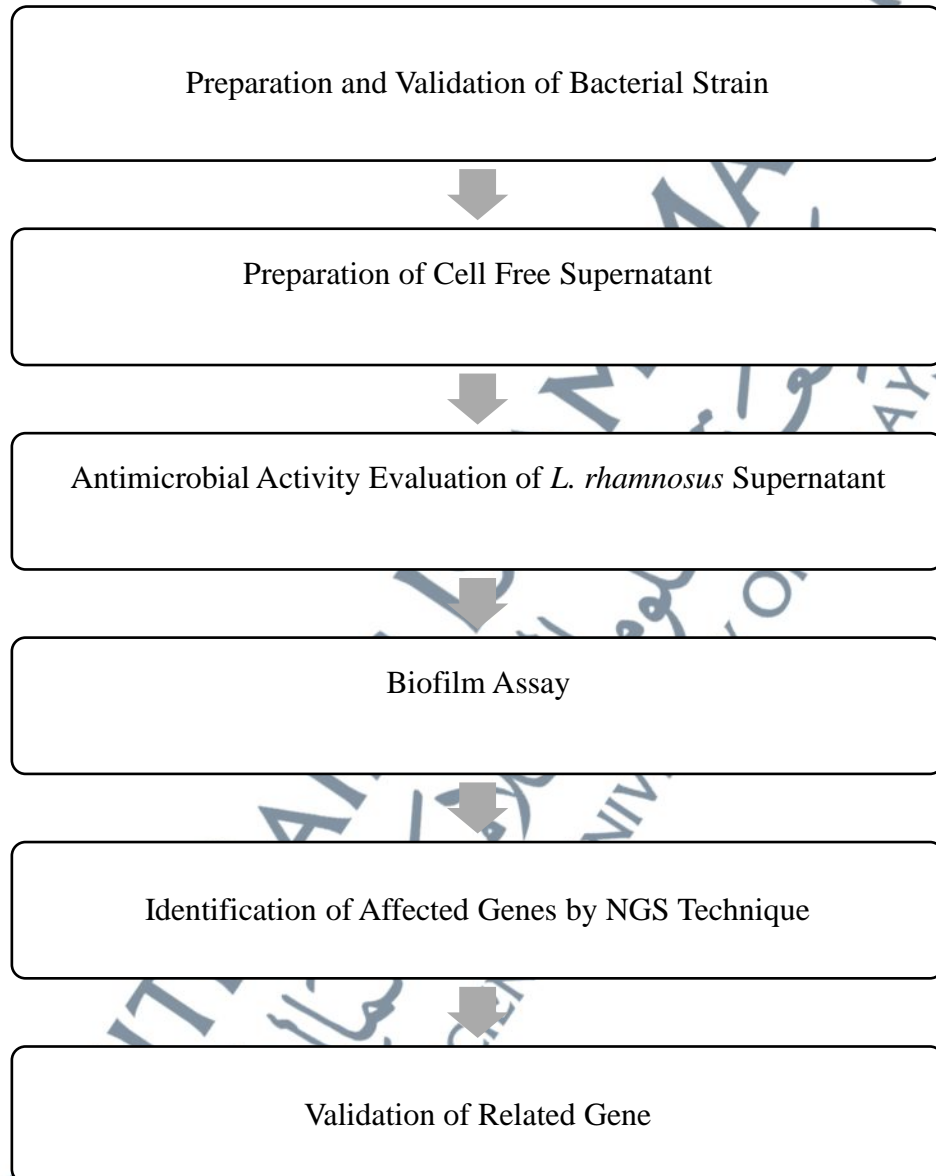 Preparation and Validation of Bacterial Strain
Preparation of Cell Free Supernatant
Antimicrobial Activity Evaluation of L. rhamnosus Supernatant
Biofilm Assay
Identification of Affected Genes by NGS Technique
Validation of Related Gene